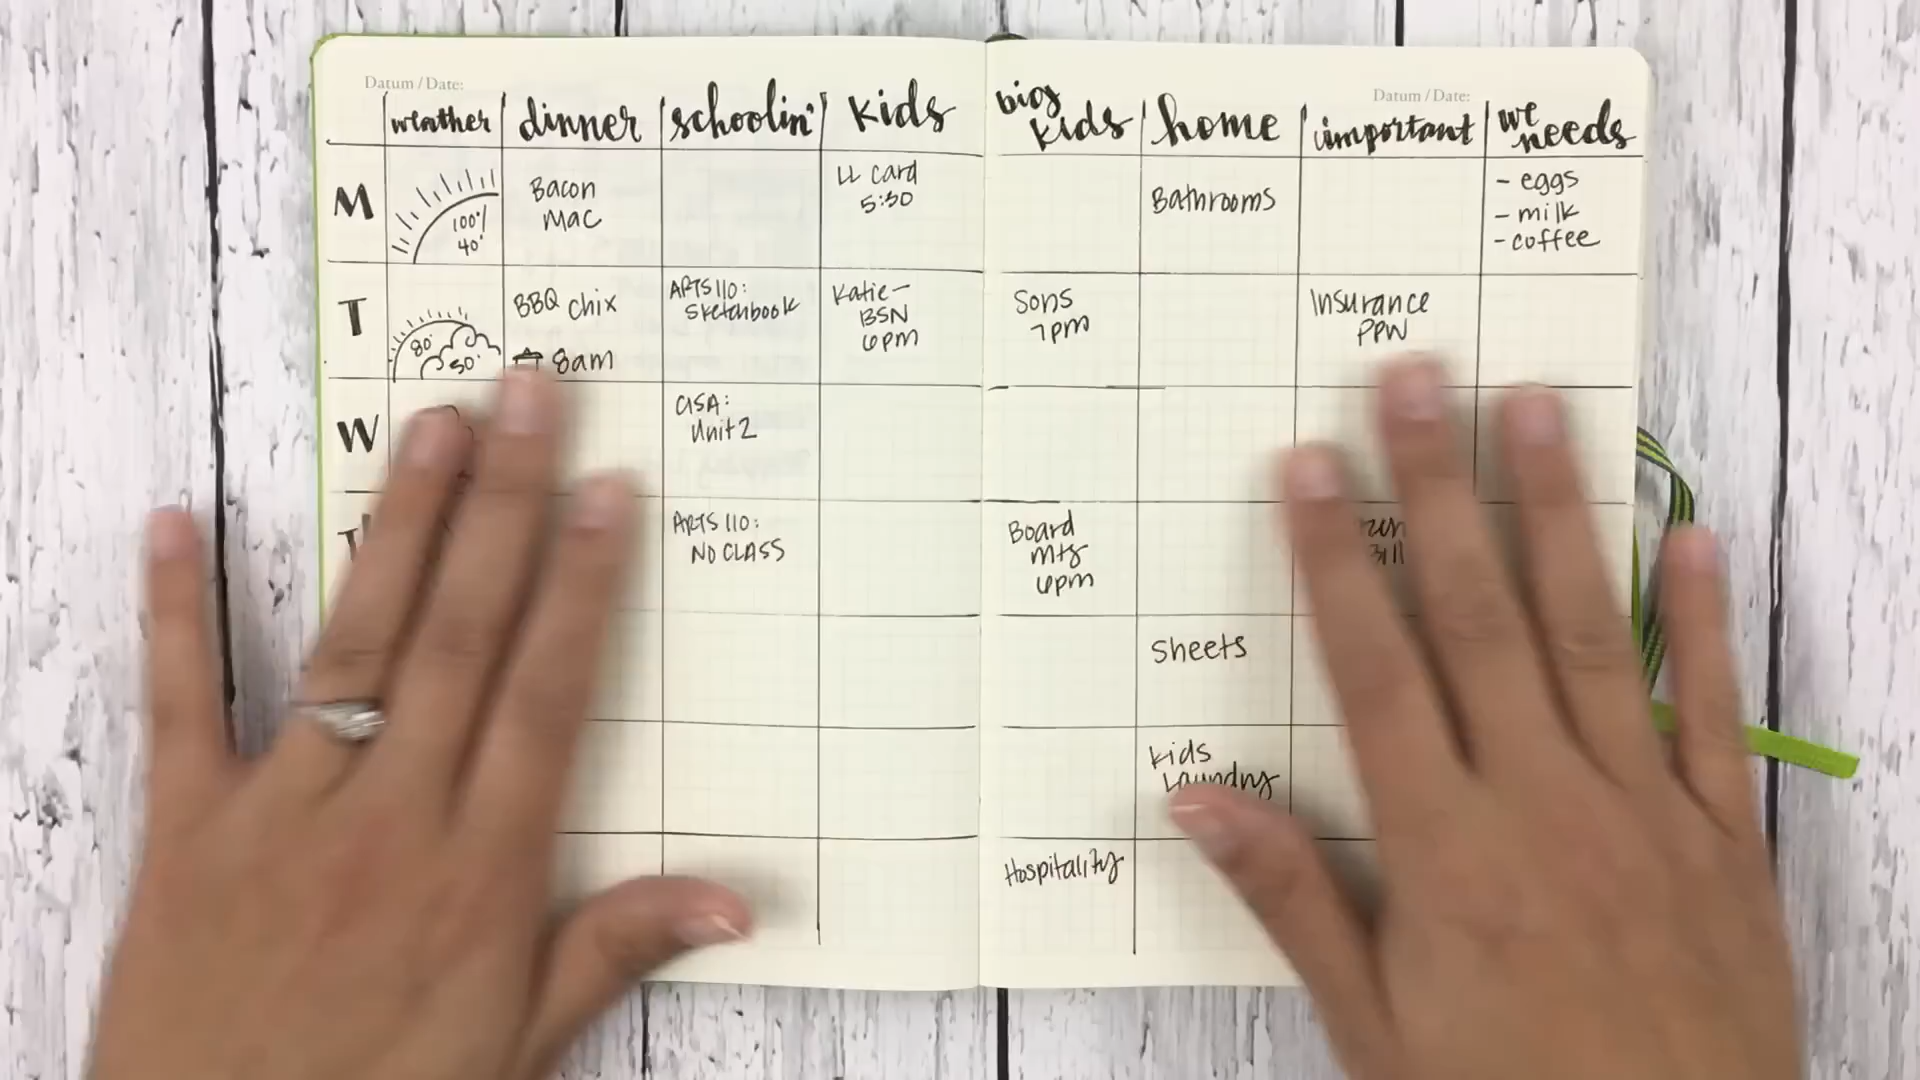 Datum / Date:
Datum / Date:
weather
dinner
schoolin'
kids
big
kids
home
important
we
needs
M
100°/
40°
Bacon
Mac
LL card
5:30
Bathrooms
- eggs
- milk
- coffee
T
80°
50°
BBQ chix
8am
ARTS 110:
Sketchbook
Katie-
BSN
6pm
Sons
7pm
Insurance
PPW
W
GSA:
Unit 2
ARTS 110:
NO CLASS
Board
mtg
6pm
Sheets
Kids
Laundry
Hospitality